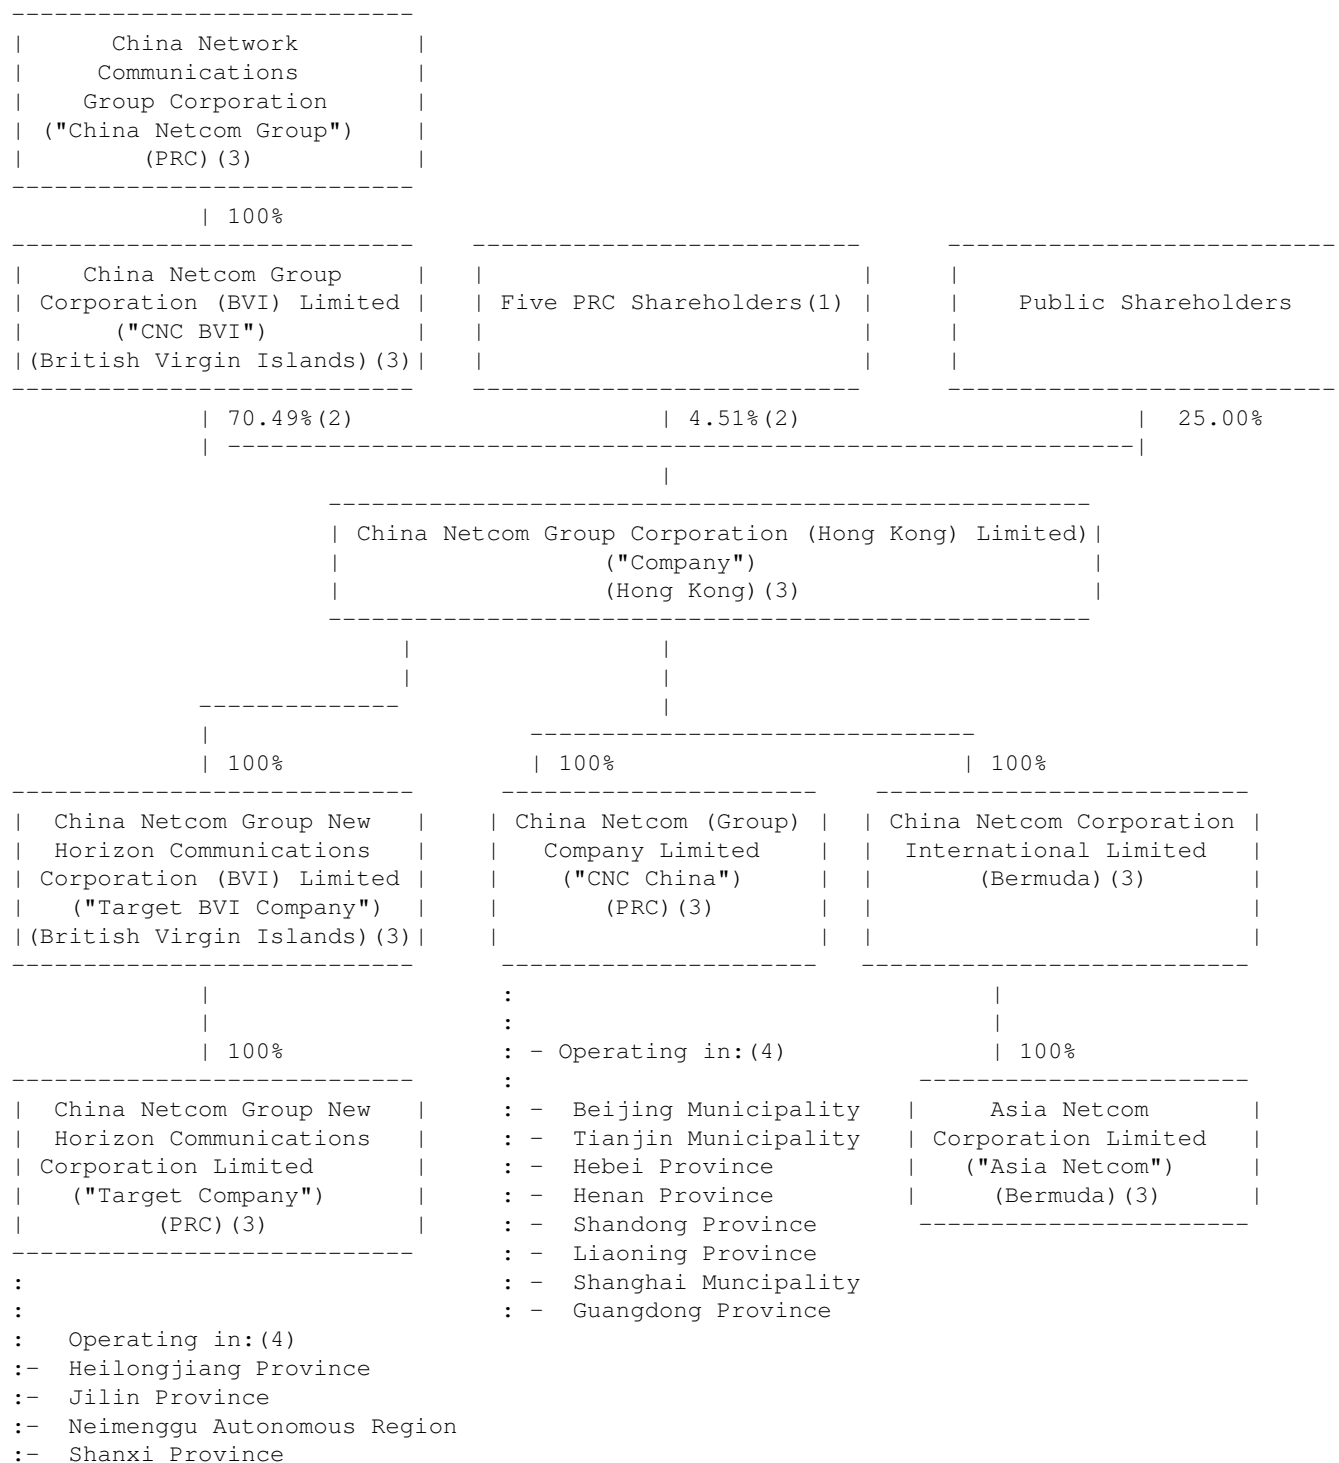 China Network
Communications
Group Corporation
("China Netcom Group")
(PRC)(3)
100%
China Netcom Group
Corporation (BVI) Limited
("CNC BVI")
(British Virgin Islands)(3)
Five PRC Shareholders(1)
Public Shareholders
70.49%(2)
4.51%(2)
25.00%
China Netcom Group Corporation (Hong Kong) Limited)
("Company")
(Hong Kong)(3)
100%
100%
100%
China Netcom Group New
Horizon Communications
Corporation (BVI) Limited
("Target BVI Company")
(British Virgin Islands)(3)
China Netcom (Group)
Company Limited
("CNC China")
(PRC)(3)
China Netcom Corporation
International Limited
(Bermuda)(3)
100%
China Netcom Group New
Horizon Communications
Corporation Limited
("Target Company")
(PRC)(3)
: - Operating in:(4)
: - Beijing Municipality
: - Tianjin Municipality
: - Hebei Province
: - Henan Province
: - Shandong Province
: - Liaoning Province
: - Shanghai Muncipality
: - Guangdong Province
100%
Asia Netcom
Corporation Limited
("Asia Netcom")
(Bermuda)(3)
: Operating in:(4)
:- Heilongjiang Province
:- Jilin Province
:- Neimenggu Autonomous Region
:- Shanxi Province